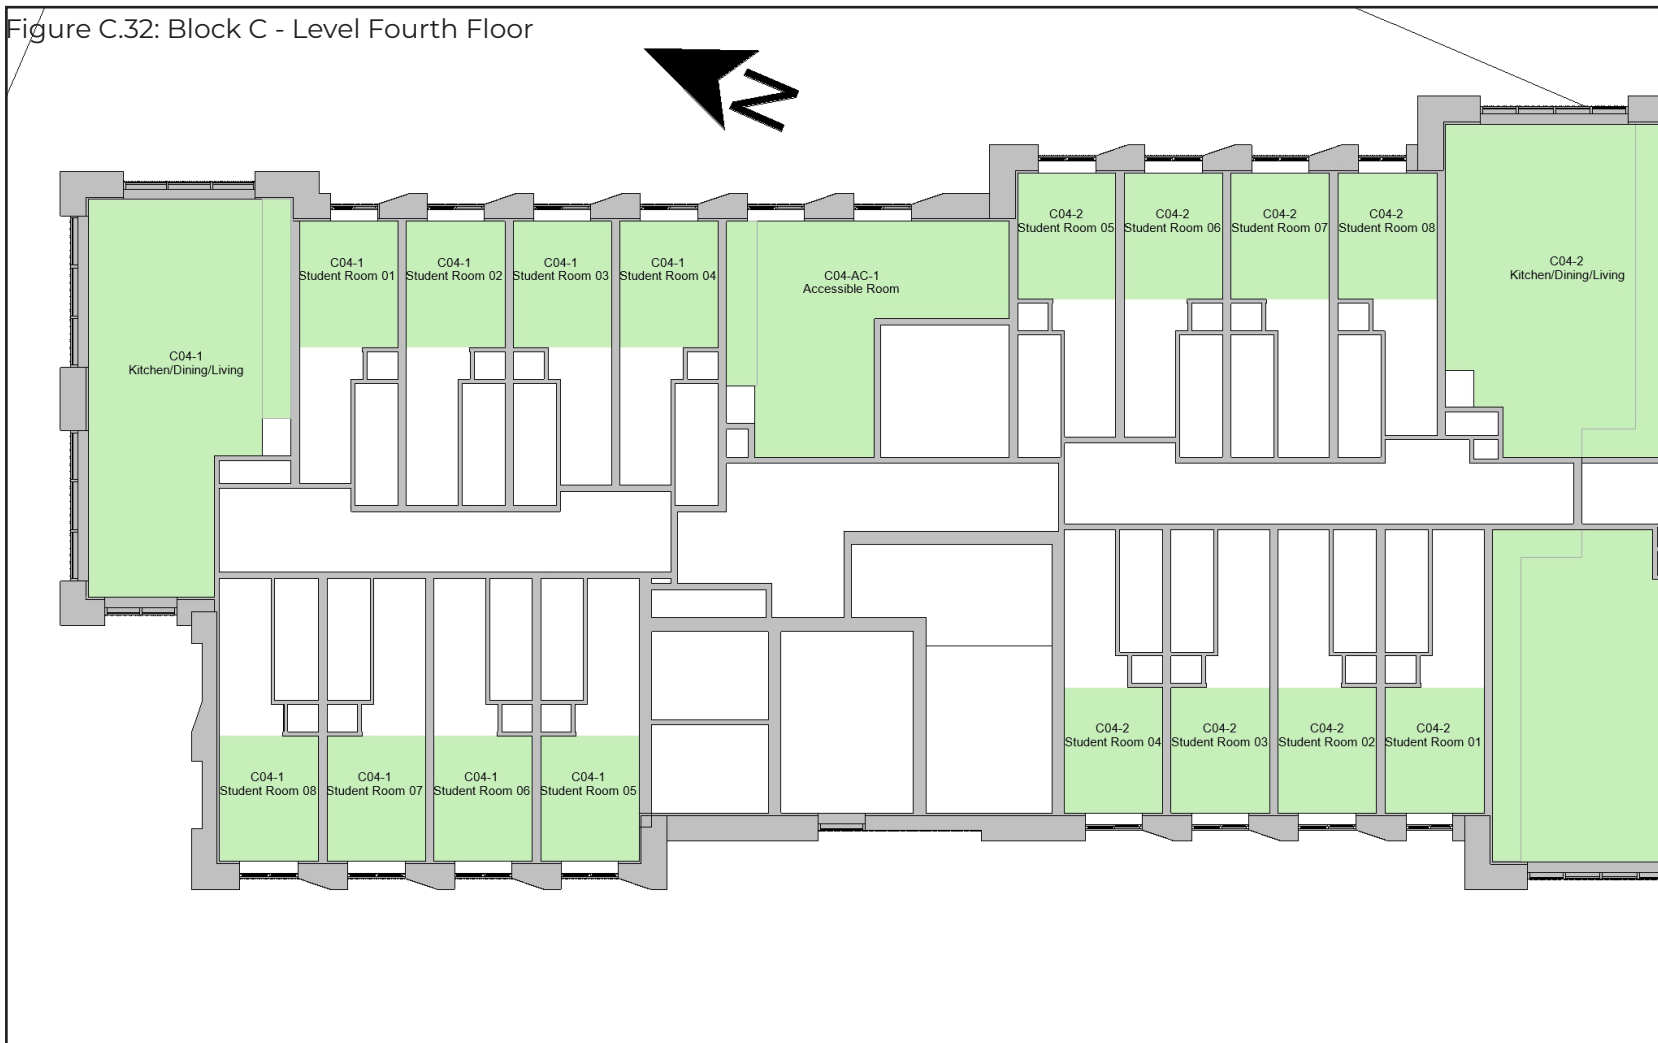 Figure C.32: Block C - Level Fourth Floor
N
C04-2
Student Room 05
C04-2
Student Room 06
C04-2
Student Room 07
C04-2
Student Room 08
C04-2
Kitchen/Dining/Living
C04-1
Student Room 01
C04-1
Student Room 02
C04-1
Student Room 03
C04-1
Student Room 04
C04-AC-1
Accessible Room
C04-1
Kitchen/Dining/Living
C04-2
Student Room 04
C04-2
Student Room 03
C04-2
Student Room 02
C04-2
Student Room 01
C04-1
Student Room 08
C04-1
Student Room 07
C04-1
Student Room 06
C04-1
Student Room 05